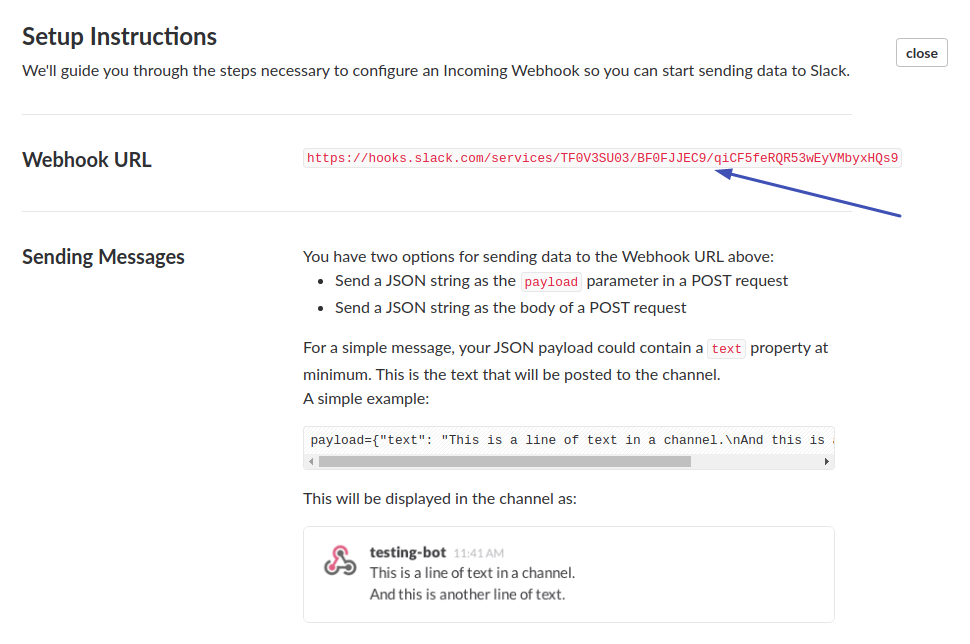 Setup Instructions
close
We'll guide you through the steps necessary to configure an Incoming Webhook so you can start sending data to Slack.
Webhook URL
https://hooks.slack.com/services/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
Sending Messages
You have two options for sending data to the Webhook URL above:
• Send a JSON string as the payload parameter in a POST request
• Send a JSON string as the body of a POST request
For a simple message, your JSON payload could contain a text property at
minimum. This is the text that will be posted to the channel.
A simple example:
payload={"text": "This is a line of text in a channel.\nAnd this is
This will be displayed in the channel as:
testing-bot 11:41 AM
This is a line of text in a channel.
And this is another line of text.